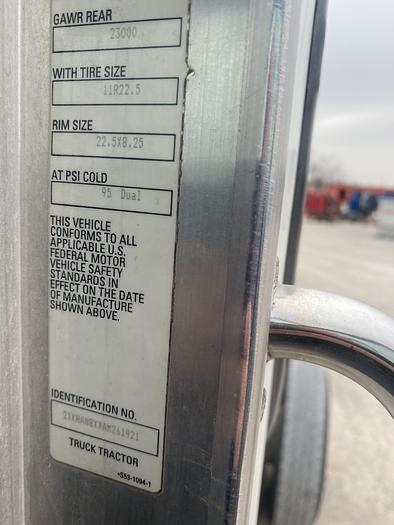 GAWR REAR
23000
WITH TIRE SIZE
11R22.5
RIM SIZE
22.5X8.25
AT PSI COLD
95 Dual
THIS VEHICLE
CONFORMS TO ALL
APPLICABLE U.S.
FEDERAL MOTOR
VEHICLE SAFETY
STANDARDS IN
EFFECT ON THE DATE
OF MANUFACTURE
SHOWN ABOVE.
IDENTIFICATION NO.
TRUCK TRACTOR